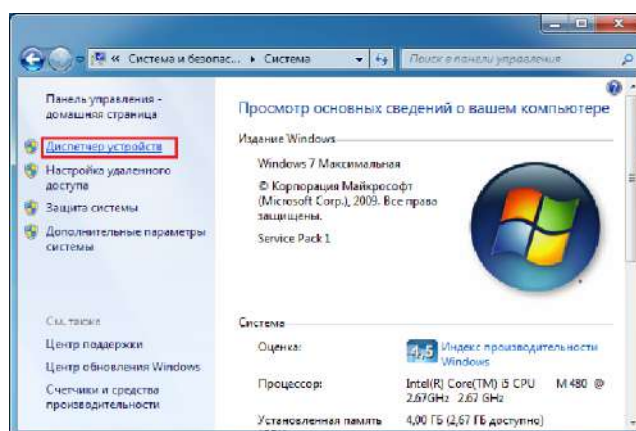 « Система и безопас... ▸ Система
Поиск в панели управления
Панель управления -
домашняя страница
Диспетчер устройств
Настройка удаленного
доступа
Защита системы
Дополнительные параметры
системы
См. также
Центр поддержки
Центр обновления Windows
Счетчики и средства
производительности
Просмотр основных сведений о вашем компьютере
Издание Windows
Windows 7 Максимальная
© Корпорация Майкрософт
(Microsoft Corp.), 2009. Все права
защищены.
Service Pack 1
Система
Оценка:
4,5 Индекс производительности
Windows
Процессор:
Intel(R) Core(TM) i5 CPU M 480 @
2.67GHz 2.67 GHz
Установленная память
4,00 ГБ (2,67 ГБ доступно)